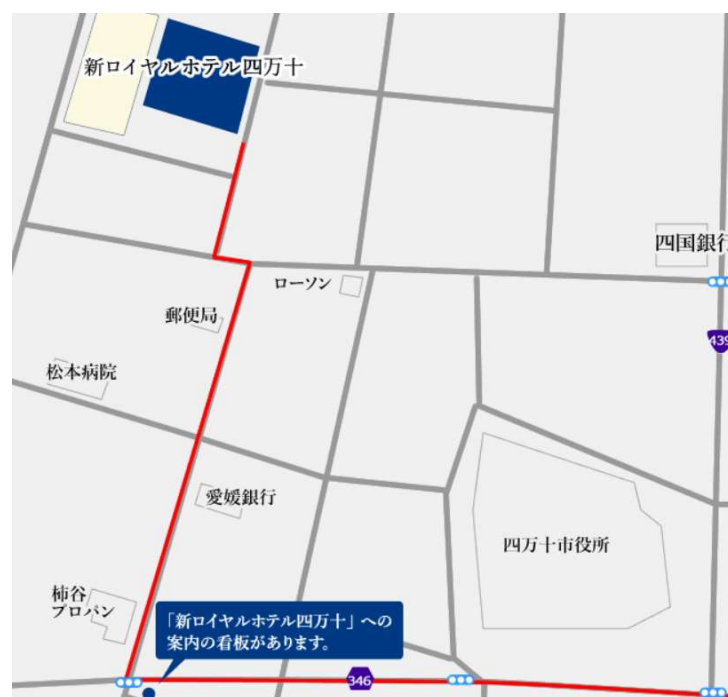 新ロイヤルホテル四万十
四国銀行
ローソン
郵便局
439
松本病院
愛媛銀行
四万十市役所
柿谷
プロパン
「新ロイヤルホテル四万十」への
案内の看板があります。
346